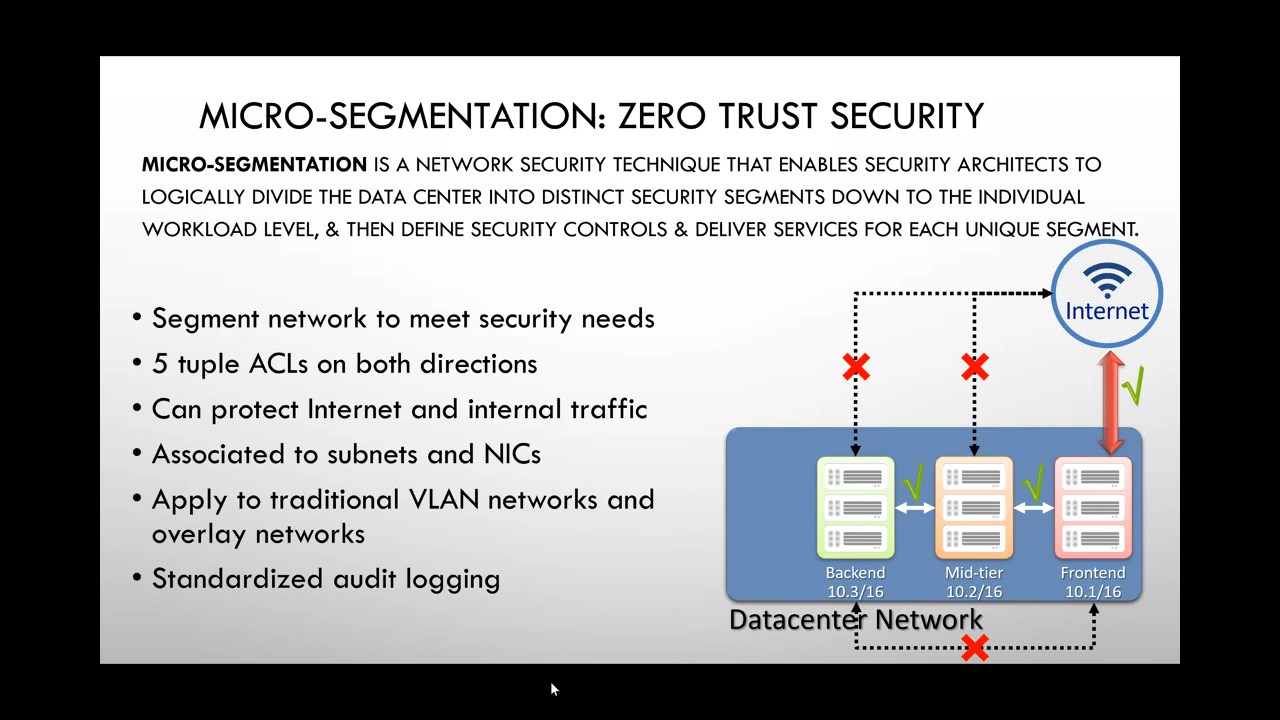 MICRO-SEGMENTATION: ZERO TRUST SECURITY
MICRO-SEGMENTATION IS A NETWORK SECURITY TECHNIQUE THAT ENABLES SECURITY ARCHITECTS TO
LOGICALLY DIVIDE THE DATA CENTER INTO DISTINCT SECURITY SEGMENTS DOWN TO THE INDIVIDUAL
WORKLOAD LEVEL, & THEN DEFINE SECURITY CONTROLS & DELIVER SERVICES FOR EACH UNIQUE SEGMENT.
• Segment network to meet security needs
• 5 tuple ACLs on both directions
• Can protect Internet and internal traffic
• Associated to subnets and NICs
• Apply to traditional VLAN networks and
overlay networks
• Standardized audit logging
Internet
Backend
10.3/16
Mid-tier
10.2/16
Frontend
10.1/16
Datacenter Network